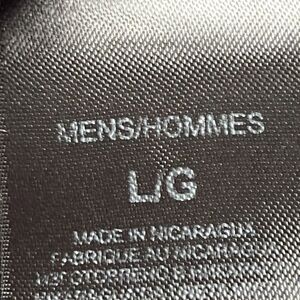 MENS/HOMMES
L/G
MADE IN NICARAGUA
FABRIQUE AU NICARAGUA